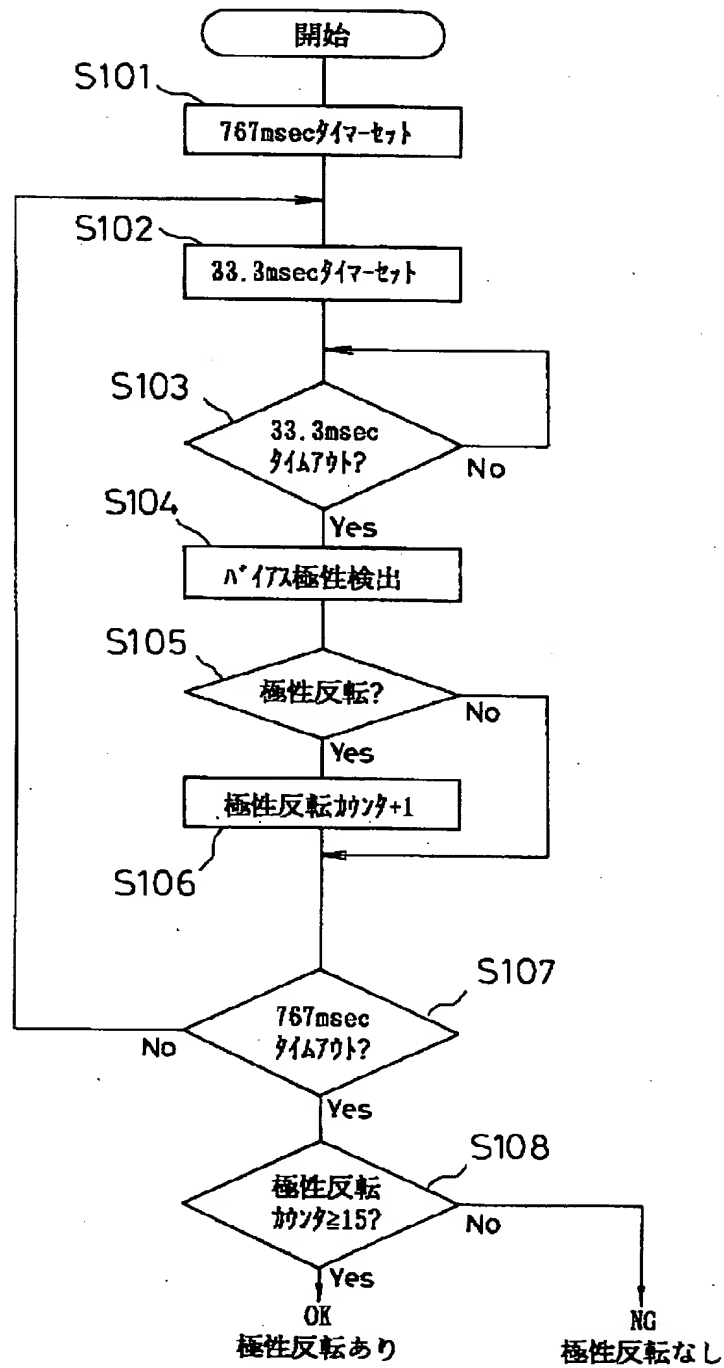 開始
S101
767msecﾀｲﾏｰｾｯﾄ
S102
33.3msecﾀｲﾏｰｾｯﾄ
S103
33.3msec
ﾀｲﾑｱｳﾄ?
No
Yes
S104
ﾊﾞｲｱｽ極性検出
S105
極性反転?
No
Yes
極性反転ｶｳﾝﾀ+1
S106
S107
767msec
ﾀｲﾑｱｳﾄ?
No
Yes
S108
極性反転
ｶｳﾝﾀ≧15?
No
Yes
OK
極性反転あり
NG
極性反転なし